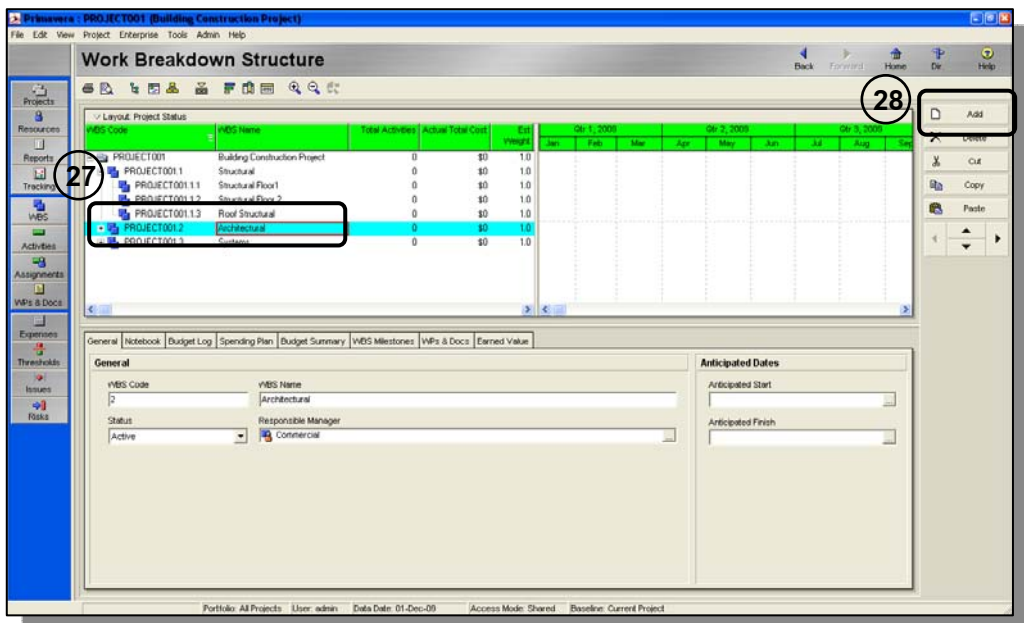 Primavera : PROJECT001 (Building Construction Project)
File Edit View Project Enterprise Tools Admin Help
Work Breakdown Structure
Back Forward Home Dir. Help
28
Add
Delete
Cut
Copy
Paste
Projects
Resources
Reports
Tracking
WBS
Activities
Assignments
WPs & Docs
Expenses
Thresholds
Issues
Risks
27
Layout: Project Status
WBS Code WBS Name Total Activities Actual Total Cost Est Weight
Qtr 1, 2009 Qtr 2, 2009 Qtr 3, 2009
Jan Feb Mar Apr May Jun Jul Aug Sep
PROJECT001 Building Construction Project 0 $0 1.0
PROJECT001.1 Structural 0 $0 1.0
PROJECT001.1.1 Structural Floor1 0 $0 1.0
PROJECT001.1.2 Structural Floor 2 0 $0 1.0
PROJECT001.1.3 Roof Structural 0 $0 1.0
PROJECT001.2 Architectural 0 $0 1.0
PROJECT001.3 Systems 0 $0 1.0
General Notebook Budget Log Spending Plan Budget Summary WBS Milestones WPs & Docs Earned Value
General
WBS Code WBS Name
2 Architectural
Status Responsible Manager
Active Commercial
Anticipated Dates
Anticipated Start
...
Anticipated Finish
...
Portfolio: All Projects User: admin Data Date: 01-Dec-09 Access Mode: Shared Baseline: Current Project